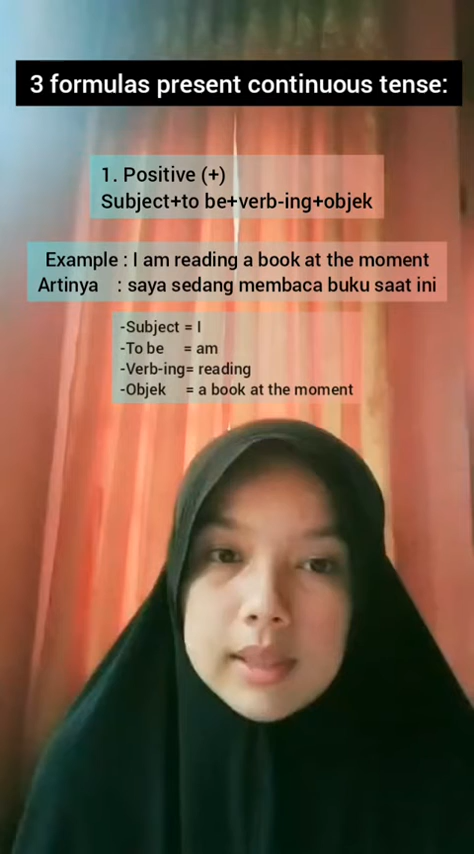 3 formulas present continuous tense:
1. Positive (+)
Subject+to be+verb-ing+objek
Example : I am reading a book at the moment
Artinya : saya sedang membaca buku saat ini
-Subject = I
-To be = am
-Verb-ing= reading
-Objek = a book at the moment